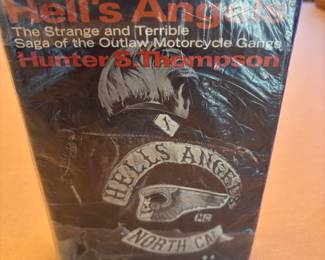 Hell's Angels
The Strange and Terrible
Saga of the Outlaw Motorcycle Gangs
Hunter S. Thompson
1
HELLS ANGELS
MC
NORTH CAL